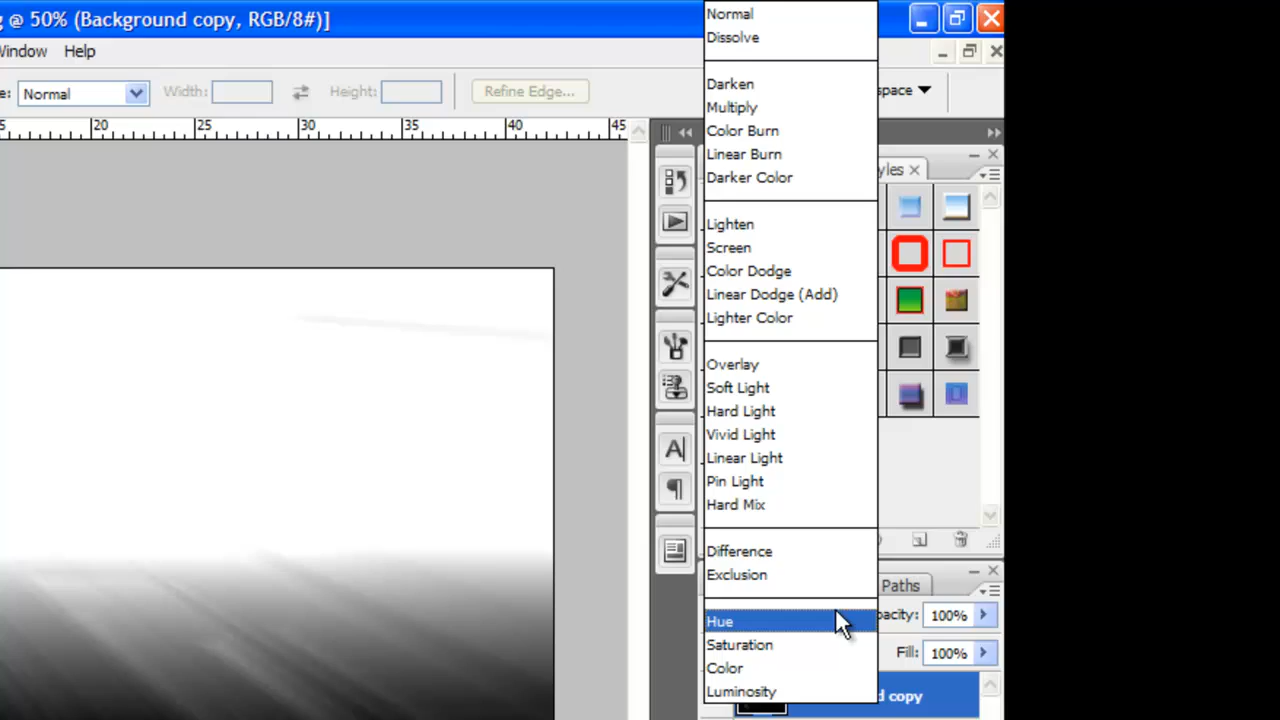 g @ 50% (Background copy, RGB/8#)]
Window Help
e: Normal Width: Height: Refine Edge... space
20 25 30 35 40 45
Normal
Dissolve
Darken
Multiply
Color Burn
Linear Burn
Darker Color
Lighten
Screen
Color Dodge
Linear Dodge (Add)
Lighter Color
Overlay
Soft Light
Hard Light
Vivid Light
Linear Light
Pin Light
Hard Mix
Difference
Exclusion
Hue
Saturation
Color
Luminosity
yles
Paths
pacity: 100%
Fill: 100%
d copy